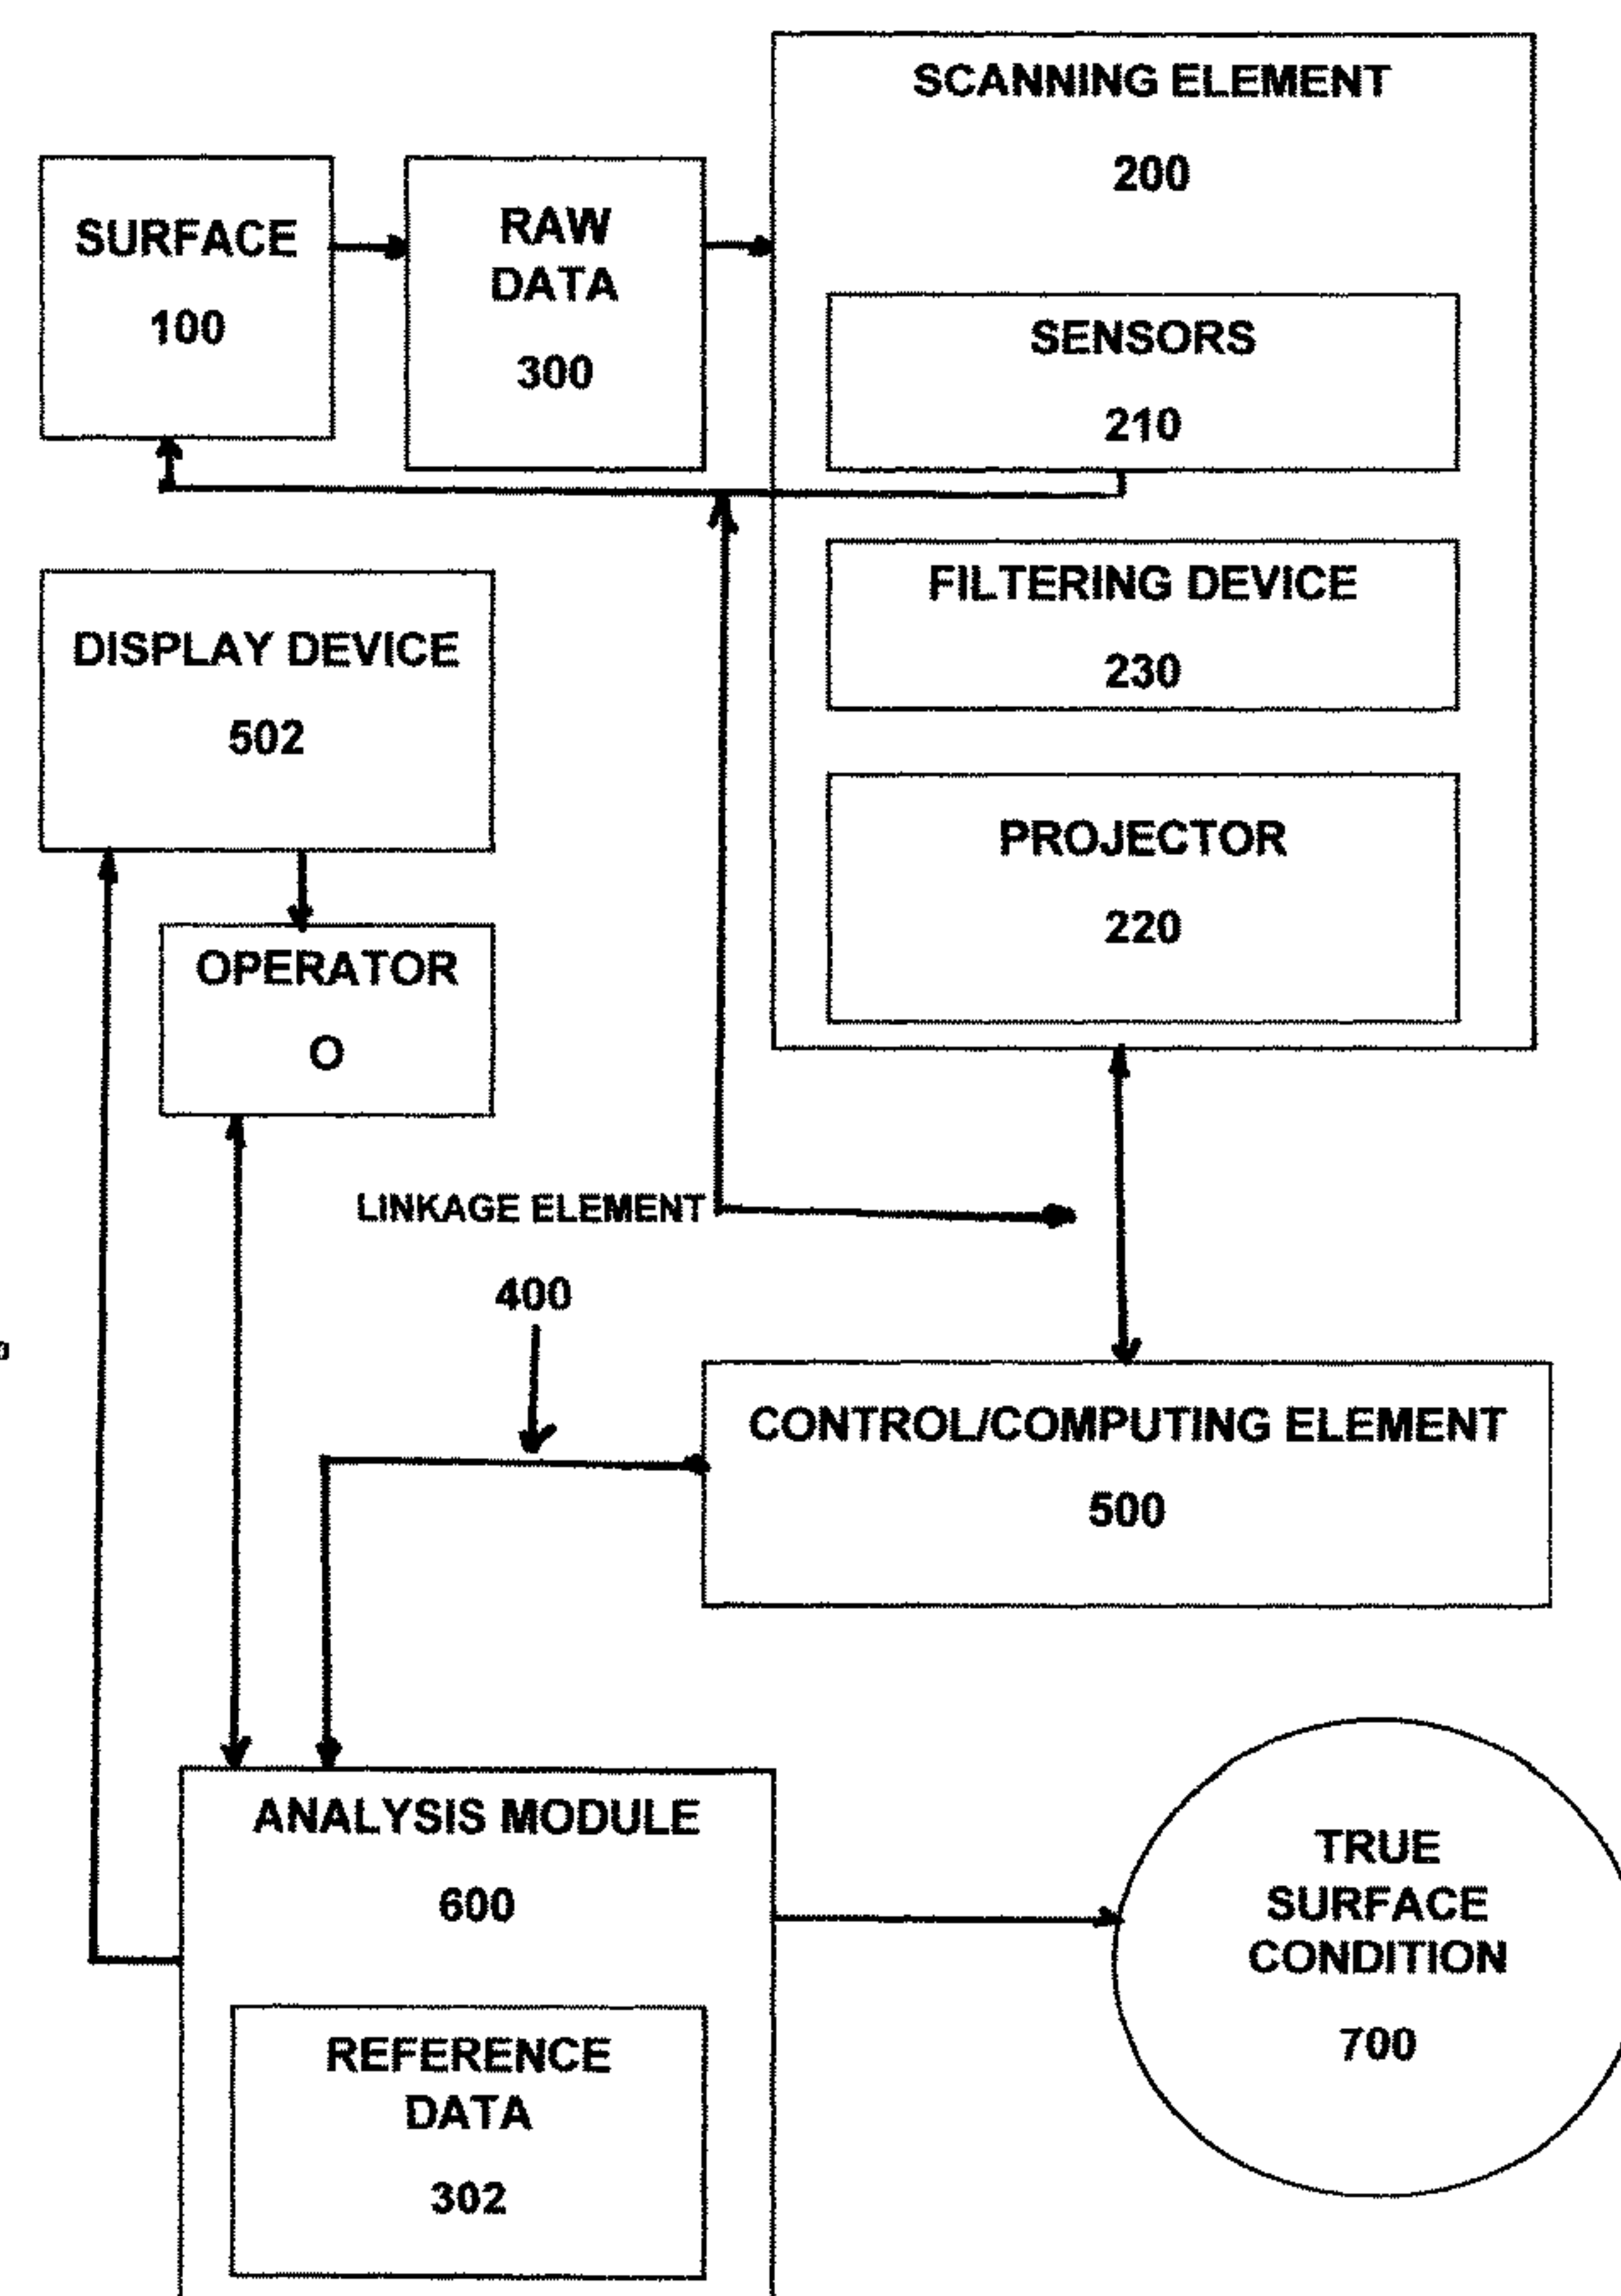 SCANNING ELEMENT
200
SURFACE
100
RAW
DATA
300
SENSORS
210
FILTERING DEVICE
230
DISPLAY DEVICE
502
PROJECTOR
220
OPERATOR
O
LINKAGE ELEMENT
400
CONTROL/COMPUTING ELEMENT
500
ANALYSIS MODULE
600
TRUE
SURFACE
CONDITION
700
REFERENCE
DATA
302